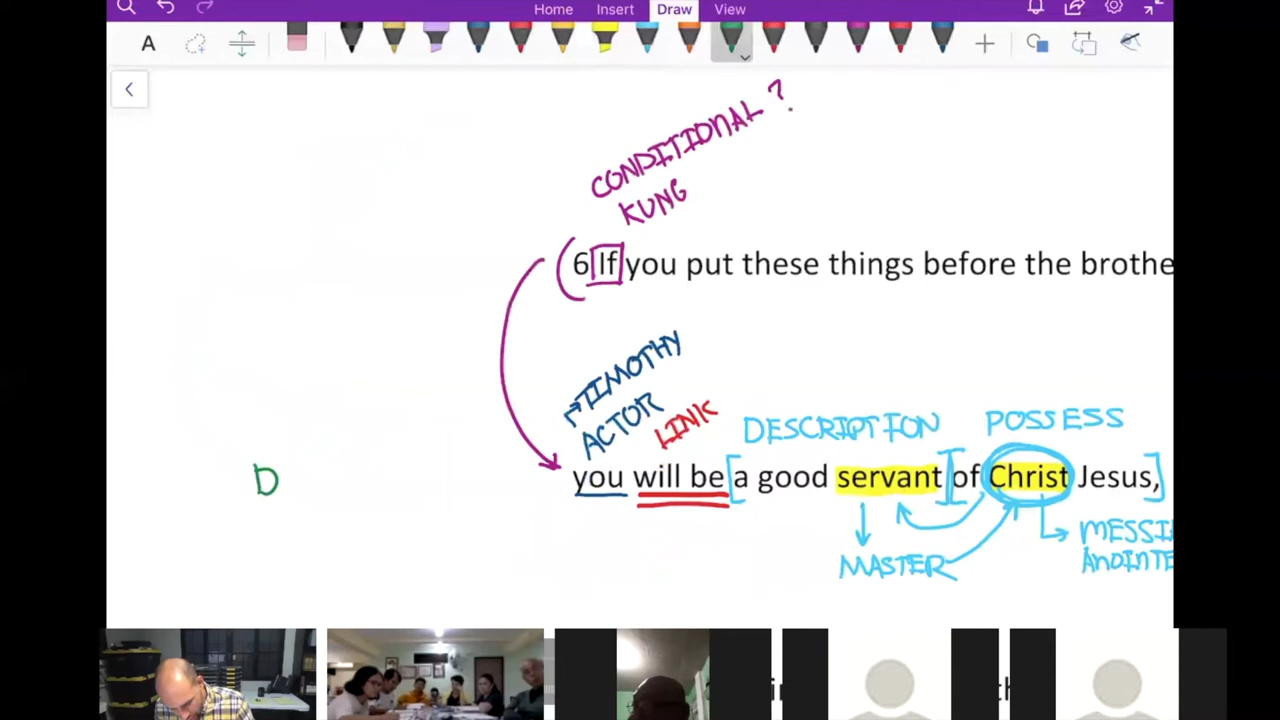 Home Insert Draw View
A
CONDITIONAL ?
KUNG
6 If you put these things before the brothe
TIMOTHY
ACTOR LINK DESCRIPTION POSSESS
D you will be a good servant of Christ Jesus,
MASTER MESSI
ANOINTE